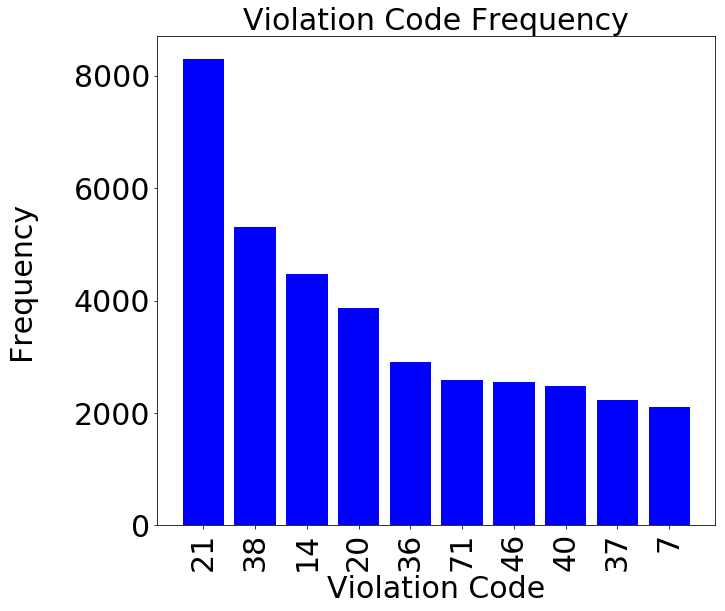 Violation Code Frequency
Frequency
8000
6000
4000
2000
0
21 38 14 20 36 71 46 40 37 7
Violation Code